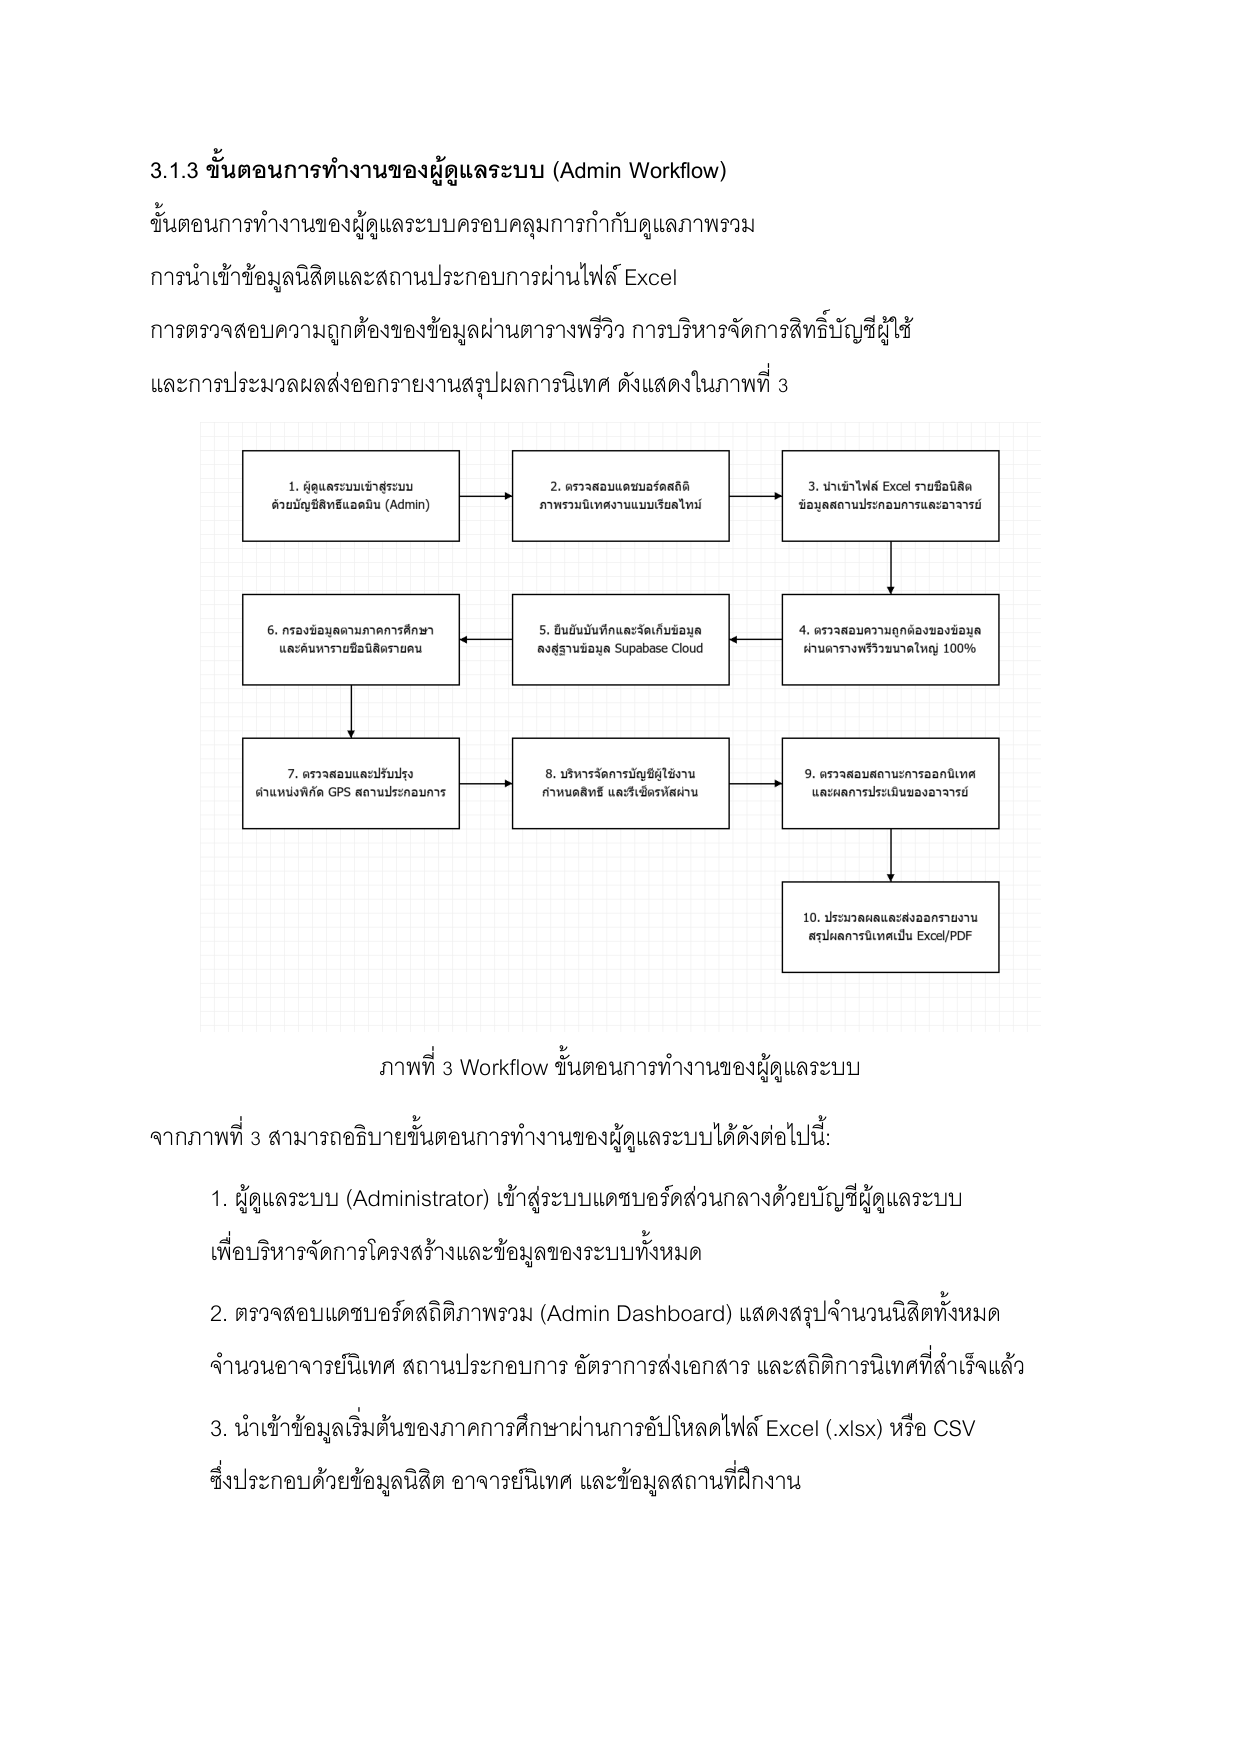 3.1.3 ขั้นตอนการทำงานของผู้ดูแลระบบ (Admin Workflow)
ขั้นตอนการทำงานของผู้ดูแลระบบครอบคลุมการกำกับดูแลภาพรวม
การนำเข้าข้อมูลนิสิตและสถานประกอบการผ่านไฟล์ Excel
การตรวจสอบความถูกต้องของข้อมูลผ่านตารางพรีวิว การบริหารจัดการสิทธิ์บัญชีผู้ใช้
และการประมวลผลส่งออกรายงานสรุปผลการนิเทศ ดังแสดงในภาพที่ 3
1. ผู้ดูแลระบบเข้าสู่ระบบ
ด้วยบัญชีสิทธิ์แอดมิน (Admin)
2. ตรวจสอบแดชบอร์ดสถิติ
ภาพรวมนิเทศงานแบบเรียลไทม์
3. นำเข้าไฟล์ Excel รายชื่อนิสิต
ข้อมูลสถานประกอบการและอาจารย์
4. ตรวจสอบความถูกต้องของข้อมูล
ผ่านตารางพรีวิวขนาดใหญ่ 100%
5. ยืนยันบันทึกและจัดเก็บข้อมูล
ลงสู่ฐานข้อมูล Supabase Cloud
6. กรองข้อมูลตามภาคการศึกษา
และค้นหารายชื่อนิสิตรายคน
7. ตรวจสอบและปรับปรุง
ตำแหน่งพิกัด GPS สถานประกอบการ
8. บริหารจัดการบัญชีผู้ใช้งาน
กำหนดสิทธิ์ และรีเซ็ตรหัสผ่าน
9. ตรวจสอบสถานะการออกนิเทศ
และผลการประเมินของอาจารย์
10. ประมวลผลและส่งออกรายงาน
สรุปผลการนิเทศเป็น Excel/PDF
ภาพที่ 3 Workflow ขั้นตอนการทำงานของผู้ดูแลระบบ
จากภาพที่ 3 สามารถอธิบายขั้นตอนการทำงานของผู้ดูแลระบบได้ดังต่อไปนี้:
1. ผู้ดูแลระบบ (Administrator) เข้าสู่ระบบแดชบอร์ดส่วนกลางด้วยบัญชีผู้ดูแลระบบ
เพื่อบริหารจัดการโครงสร้างและข้อมูลของระบบทั้งหมด
2. ตรวจสอบแดชบอร์ดสถิติภาพรวม (Admin Dashboard) แสดงสรุปจำนวนนิสิตทั้งหมด
จำนวนอาจารย์นิเทศ สถานประกอบการ อัตราการส่งเอกสาร และสถิติการนิเทศที่สำเร็จแล้ว
3. นำเข้าข้อมูลเริ่มต้นของภาคการศึกษาผ่านการอัปโหลดไฟล์ Excel (.xlsx) หรือ CSV
ซึ่งประกอบด้วยข้อมูลนิสิต อาจารย์นิเทศ และข้อมูลสถานที่ฝึกงาน